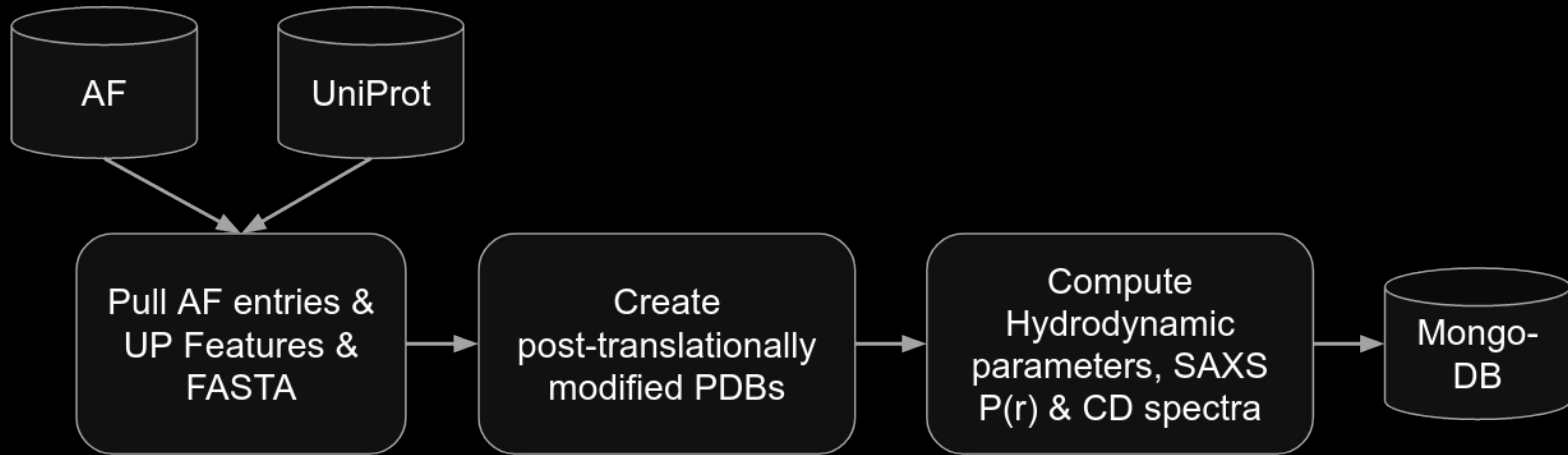 AF
UniProt
Pull AF entries &
UP Features &
FASTA
Create
post-translationally
modified PDBs
Compute
Hydrodynamic
parameters, SAXS
P(r) & CD spectra
Mongo-
DB